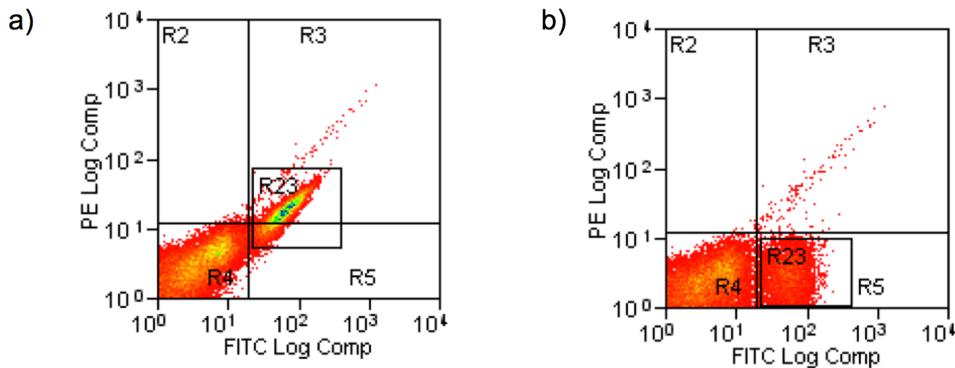 a)
10⁴
R2
R3
10³
PE Log Comp
10²
R23
10¹
R4
R5
10⁰
10⁰ 10¹ 10² 10³ 10⁴
FITC Log Comp
b)
10⁴
R2
R3
10³
PE Log Comp
10²
10¹
R23
R4
R5
10⁰
10⁰ 10¹ 10² 10³ 10⁴
FITC Log Comp